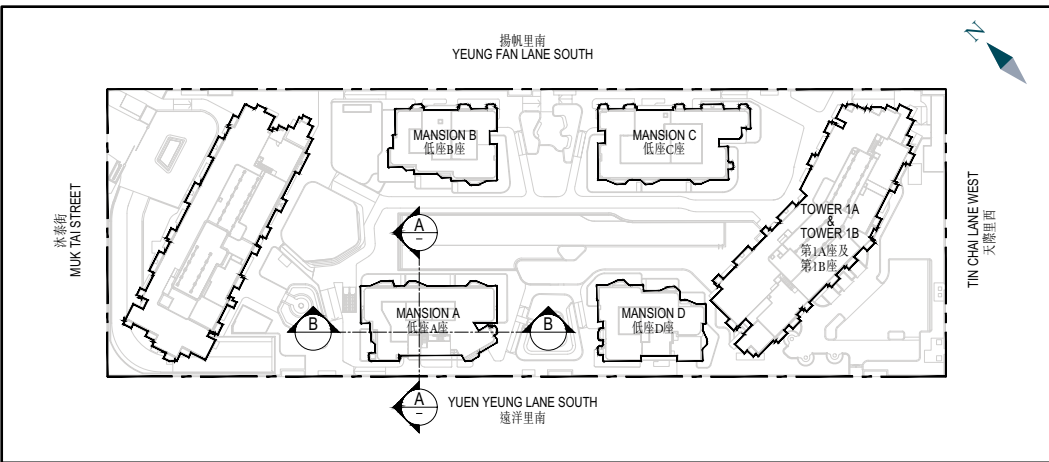 揚帆里南
YEUNG FAN LANE SOUTH
N
MANSION B
低座B座
MANSION C
低座C座
沐泰街
MUK TAI STREET
A
–
TOWER 1A
&
TOWER 1B
第1A座及
第1B座
TIN CHAI LANE WEST
天際里西
B
MANSION A
低座A座
B
MANSION D
低座D座
A
–
YUEN YEUNG LANE SOUTH
遠洋里南